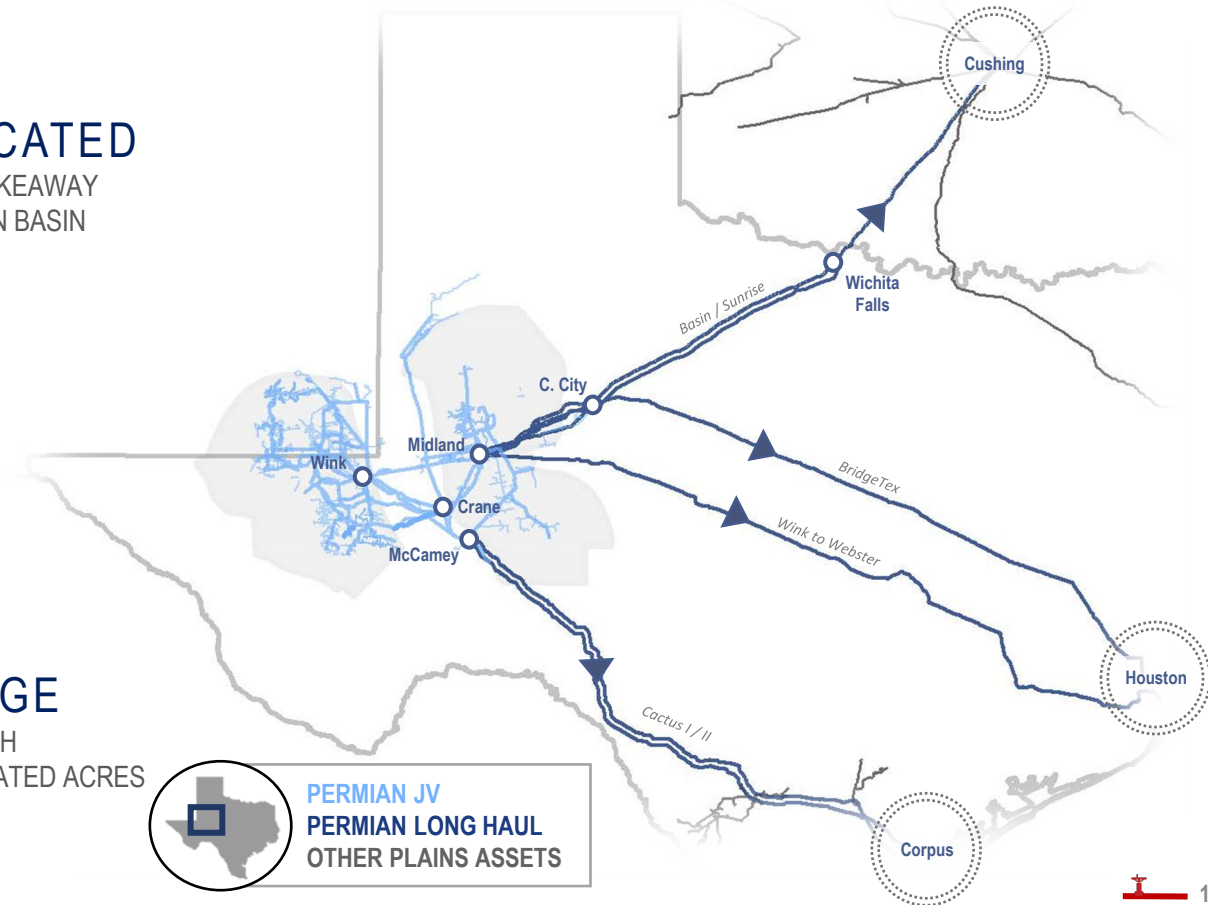 CATED
KEAWAY
N BASIN
Cushing
Wichita
Falls
Basin / Sunrise
C. City
Midland
Wink
Crane
McCamey
BridgeTex
Wink to Webster
Houston
Cactus I / II
Corpus
GE
H
ATED ACRES
PERMIAN JV
PERMIAN LONG HAUL
OTHER PLAINS ASSETS
1